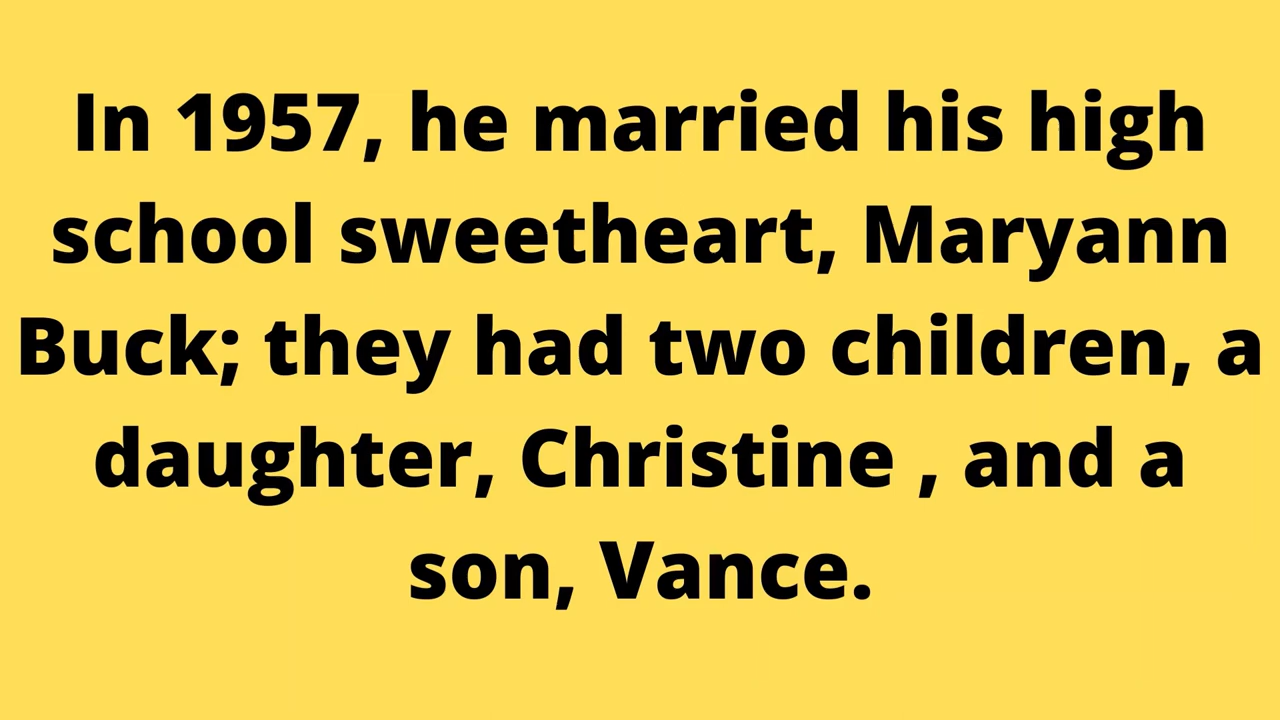 In 1957, he married his high
school sweetheart, Maryann
Buck; they had two children, a
daughter, Christine , and a
son, Vance.